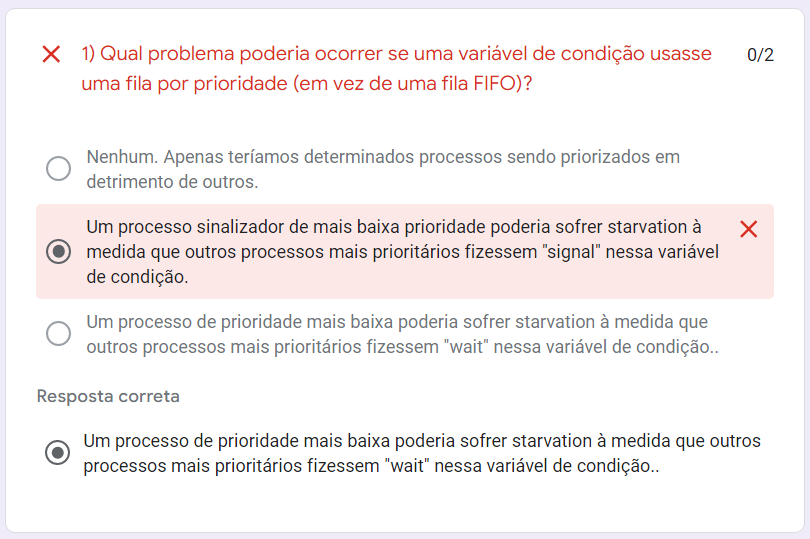 1) Qual problema poderia ocorrer se uma variável de condição usasse
uma fila por prioridade (em vez de uma fila FIFO)?
0/2
Nenhum. Apenas teríamos determinados processos sendo priorizados em
detrimento de outros.
Um processo sinalizador de mais baixa prioridade poderia sofrer starvation à
medida que outros processos mais prioritários fizessem "signal" nessa variável
de condição.
Um processo de prioridade mais baixa poderia sofrer starvation à medida que
outros processos mais prioritários fizessem "wait" nessa variável de condição..
Resposta correta
Um processo de prioridade mais baixa poderia sofrer starvation à medida que outros
processos mais prioritários fizessem "wait" nessa variável de condição..